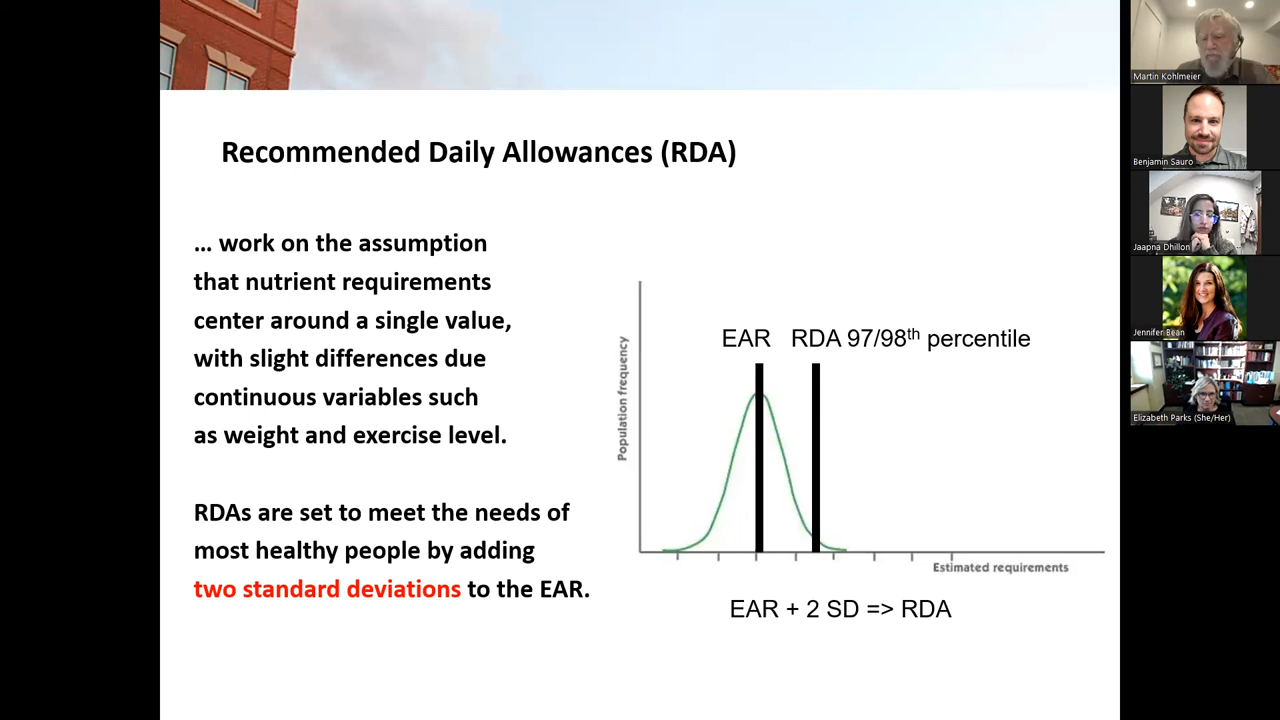 Recommended Daily Allowances (RDA)
... work on the assumption
that nutrient requirements
center around a single value,
with slight differences due
continuous variables such
as weight and exercise level.
RDAs are set to meet the needs of
most healthy people by adding
two standard deviations to the EAR.
EAR RDA 97/98th percentile
Population frequency
Estimated requirements
EAR + 2 SD => RDA
Martin Kohlmeier
Benjamin Sauro
Jaapna Dhillon
Jennifer Bean
Elizabeth Parks (She/Her)